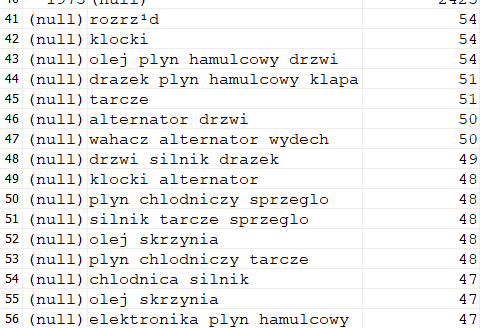 1975 (null) 2425
41 (null) rozrz¹d 54
42 (null) klocki 54
43 (null) olej plyn hamulcowy drzwi 54
44 (null) drazek plyn hamulcowy klapa 51
45 (null) tarcze 51
46 (null) alternator drzwi 50
47 (null) wahacz alternator wydech 50
48 (null) drzwi silnik drazek 49
49 (null) klocki alternator 48
50 (null) plyn chlodniczy sprzeglo 48
51 (null) silnik tarcze sprzeglo 48
52 (null) olej skrzynia 48
53 (null) plyn chlodniczy tarcze 48
54 (null) chlodnica silnik 47
55 (null) olej skrzynia 47
56 (null) elektronika plyn hamulcowy 47